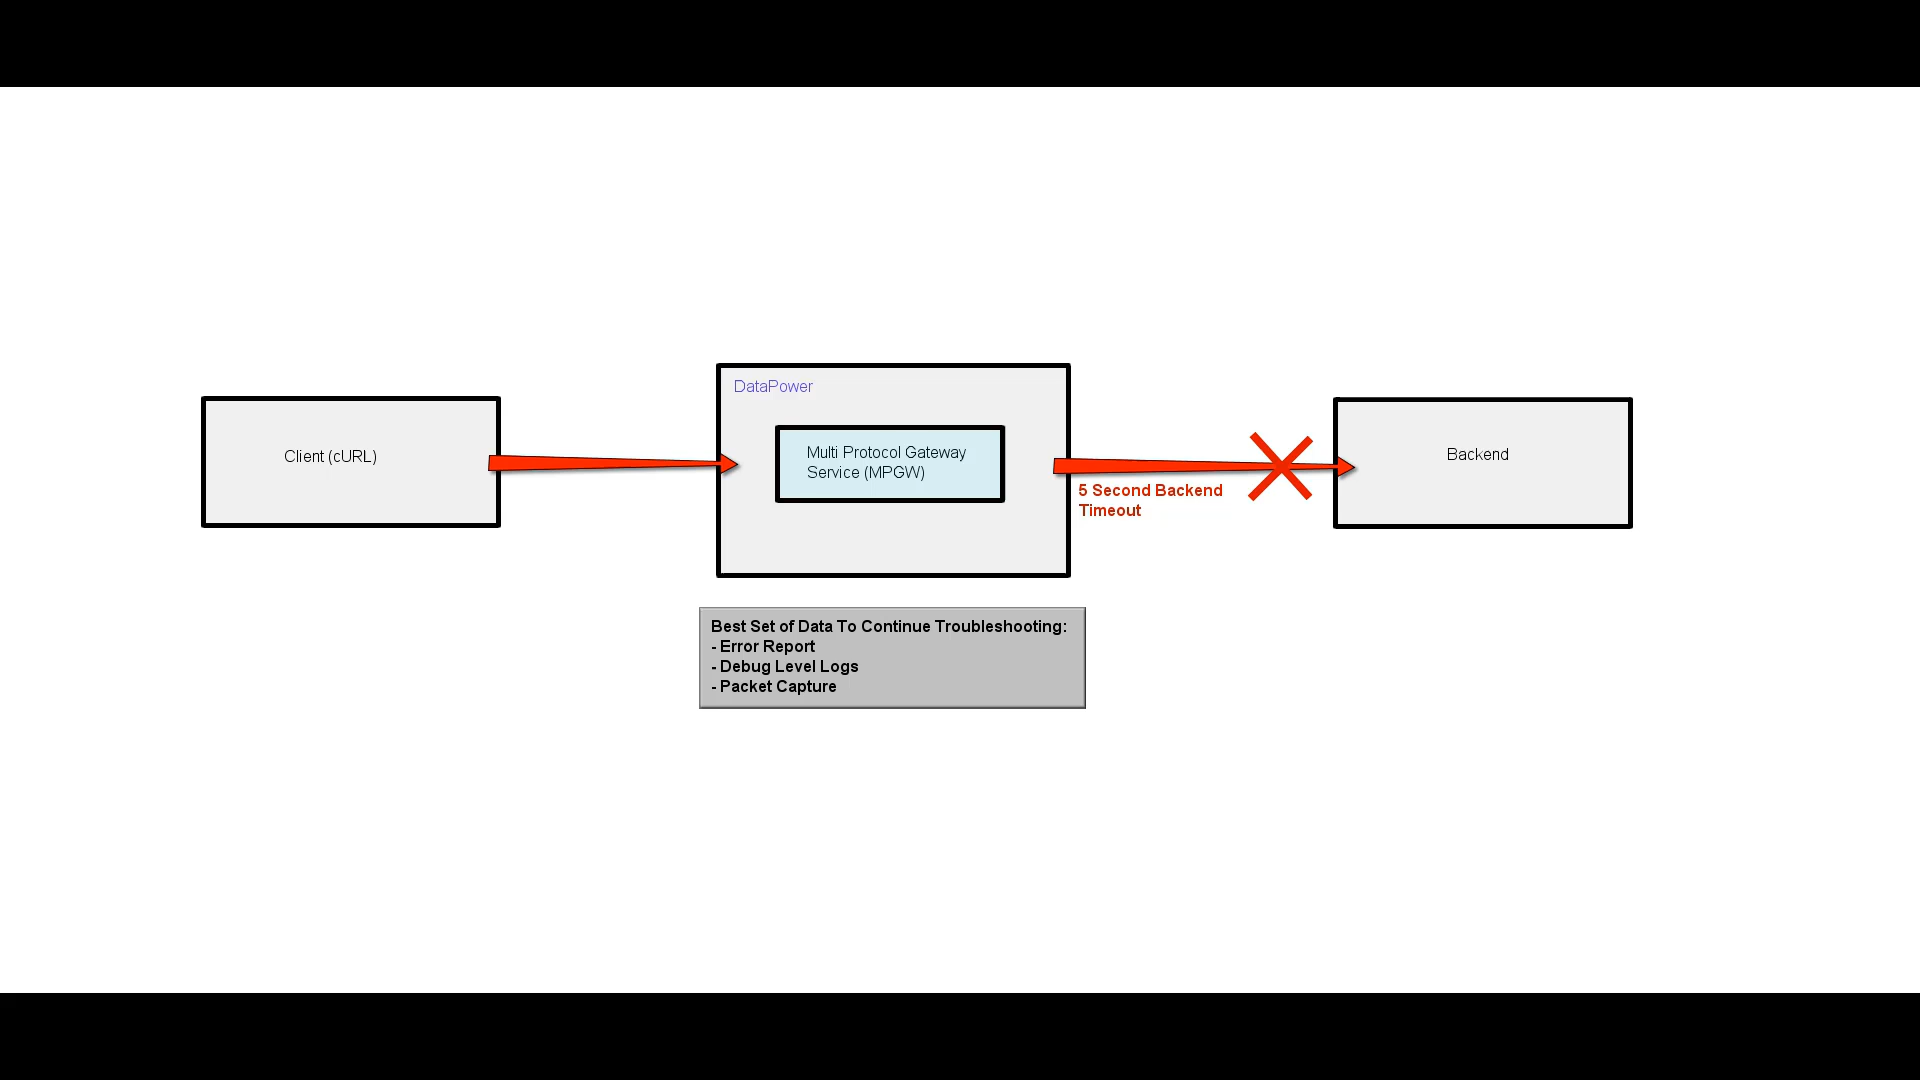 DataPower
Client (cURL)
Multi Protocol Gateway
Service (MPGW)
Backend
5 Second Backend
Timeout
Best Set of Data To Continue Troubleshooting:
- Error Report
- Debug Level Logs
- Packet Capture